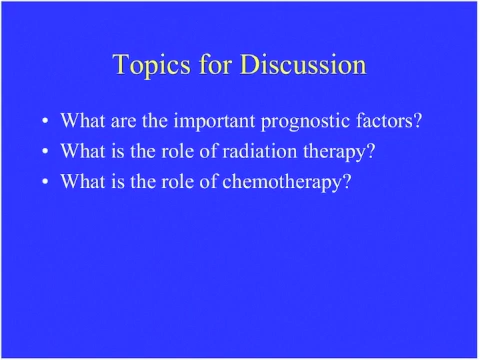 Topics for Discussion
• What are the important prognostic factors?
• What is the role of radiation therapy?
• What is the role of chemotherapy?